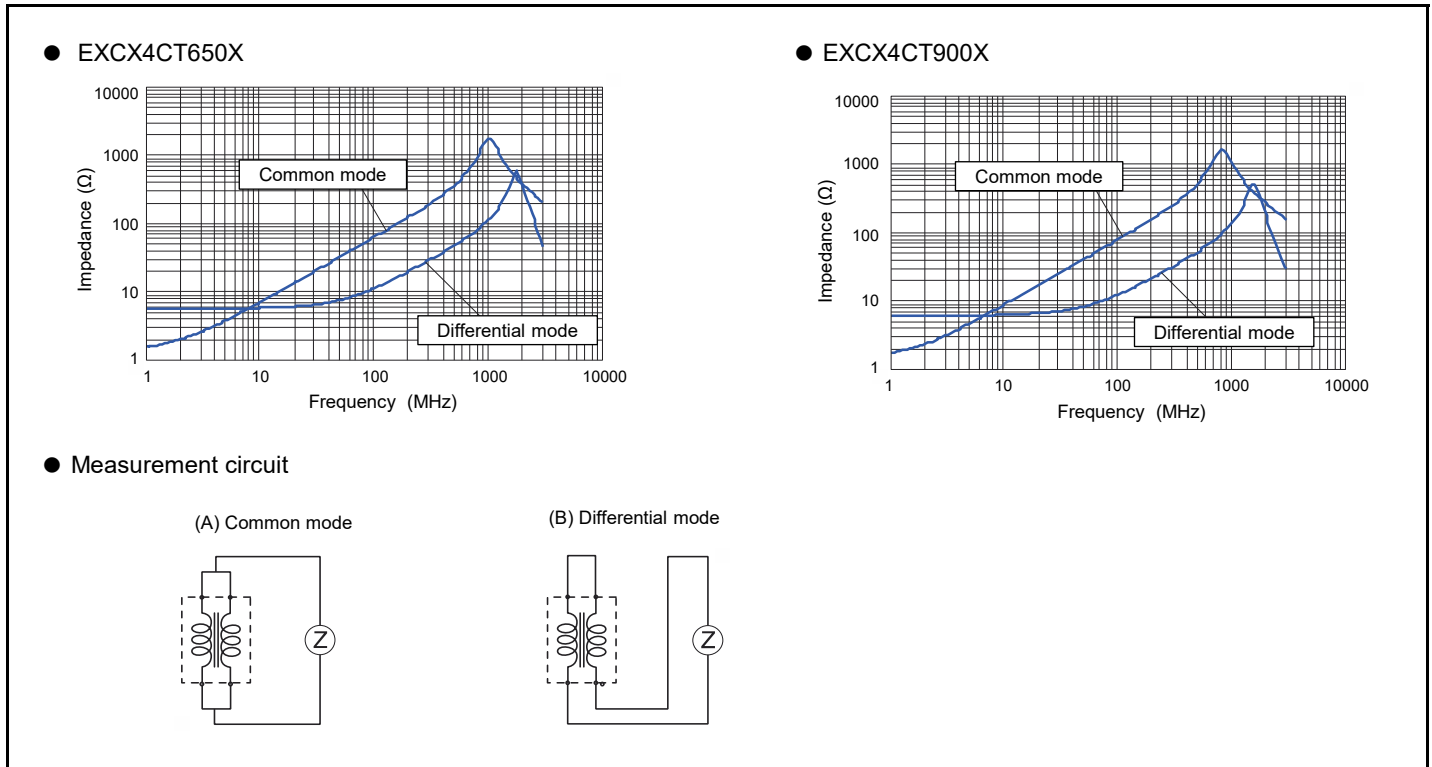 ● EXCX4CT650X
10000
1000
100
10
1
Impedance (Ω)
Common mode
Differential mode
1 10 100 1000 10000
Frequency (MHz)
● EXCX4CT900X
10000
1000
100
10
1
Impedance (Ω)
Common mode
Differential mode
1 10 100 1000 10000
Frequency (MHz)
● Measurement circuit
(A) Common mode
Z
(B) Differential mode
Z